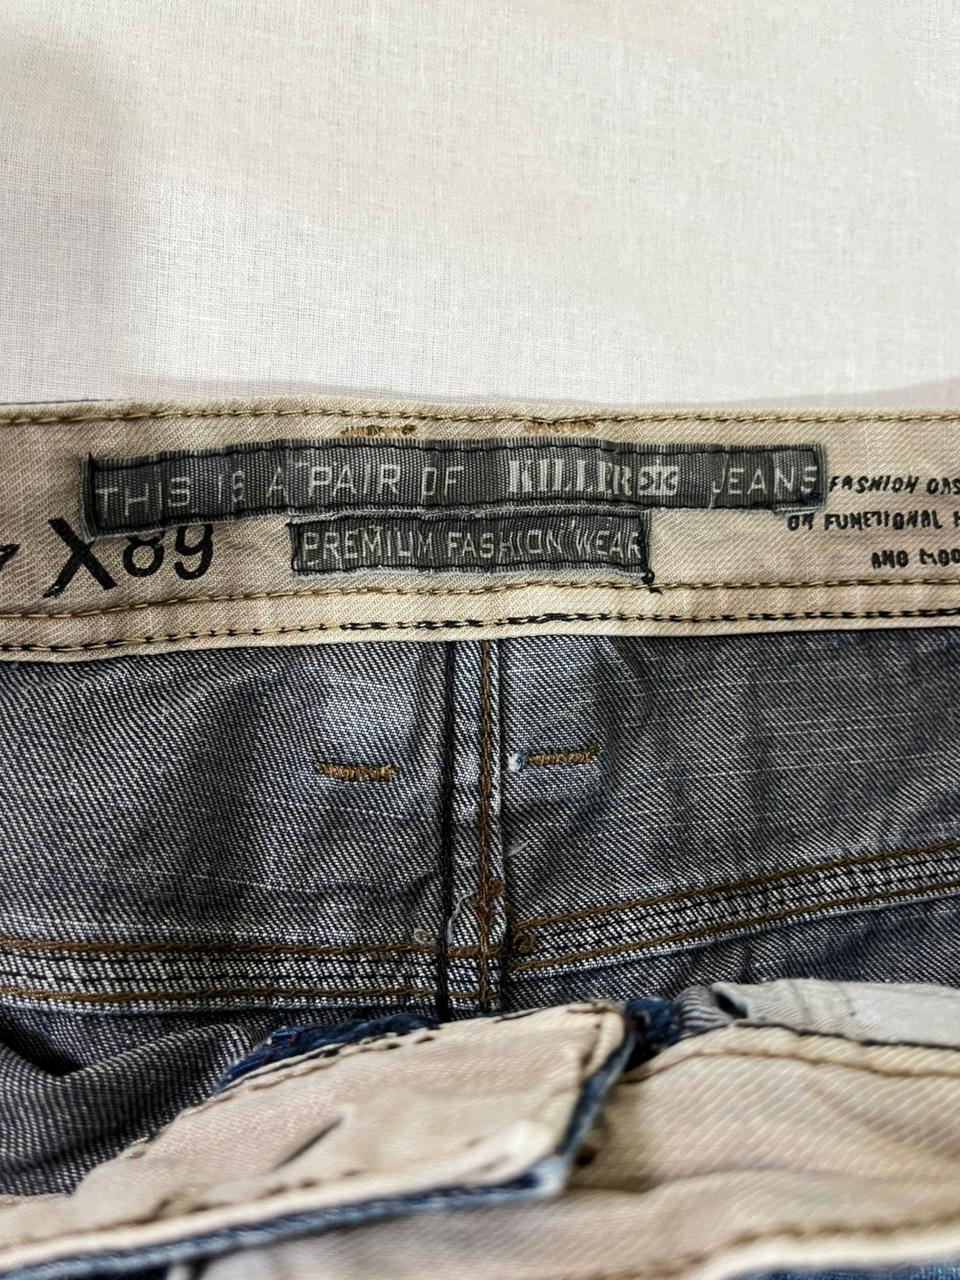 THIS IS A PAIR OF KILLER JEANS
PREMIUM FASHION WEAR
X89
FASHION
ON FUNCTIONAL
AND